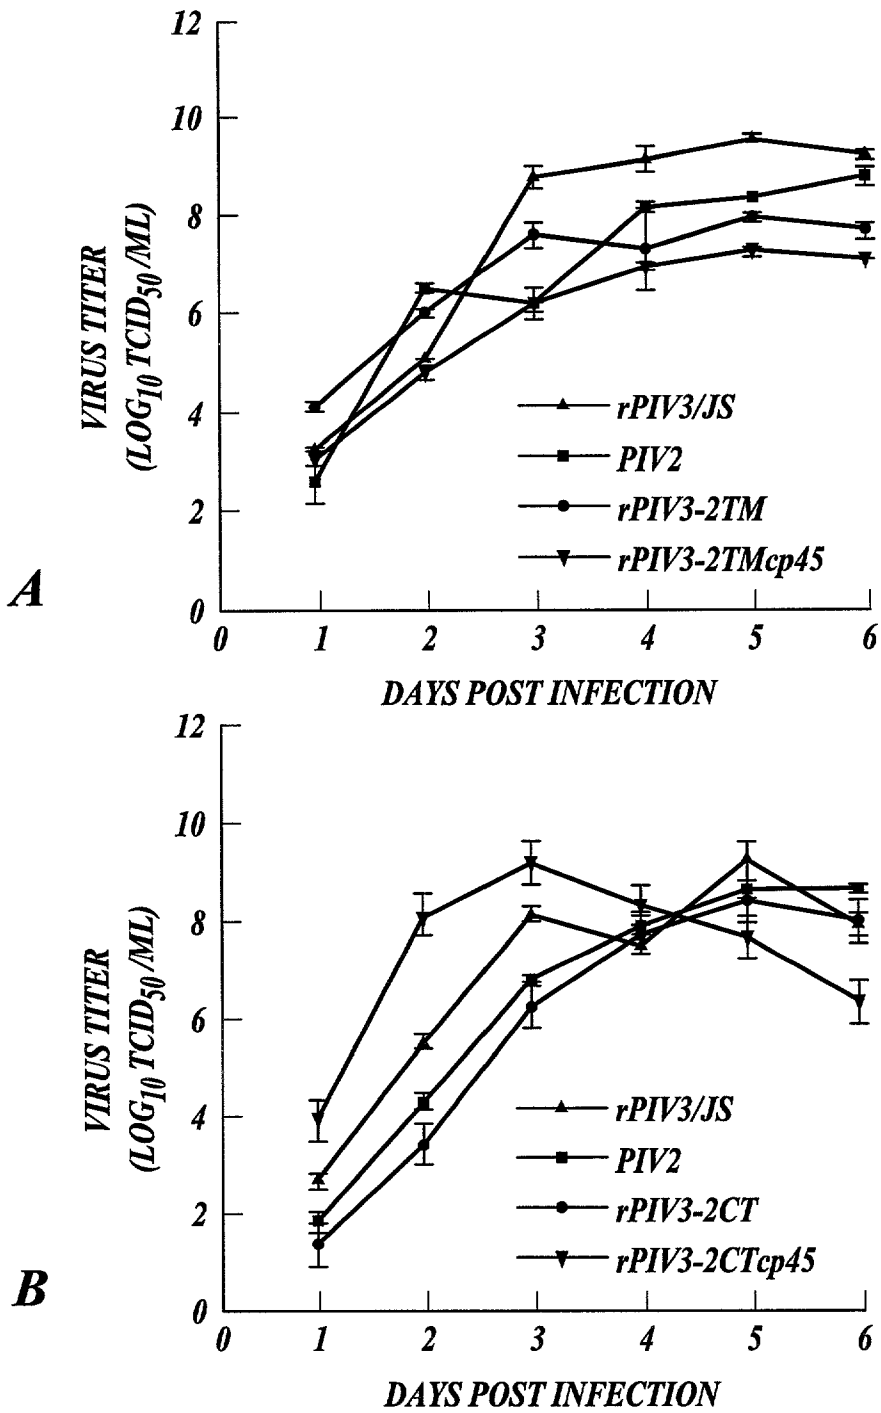 12
10
8
6
4
2
0
VIRUS TITER
(LOG10 TCID50/ML)
rPIV3/JS
PIV2
rPIV3-2TM
rPIV3-2TMcp45
A
0 1 2 3 4 5 6
DAYS POST INFECTION
12
10
8
6
4
2
0
VIRUS TITER
(LOG10 TCID50/ML)
rPIV3/JS
PIV2
rPIV3-2CT
rPIV3-2CTcp45
B
0 1 2 3 4 5 6
DAYS POST INFECTION